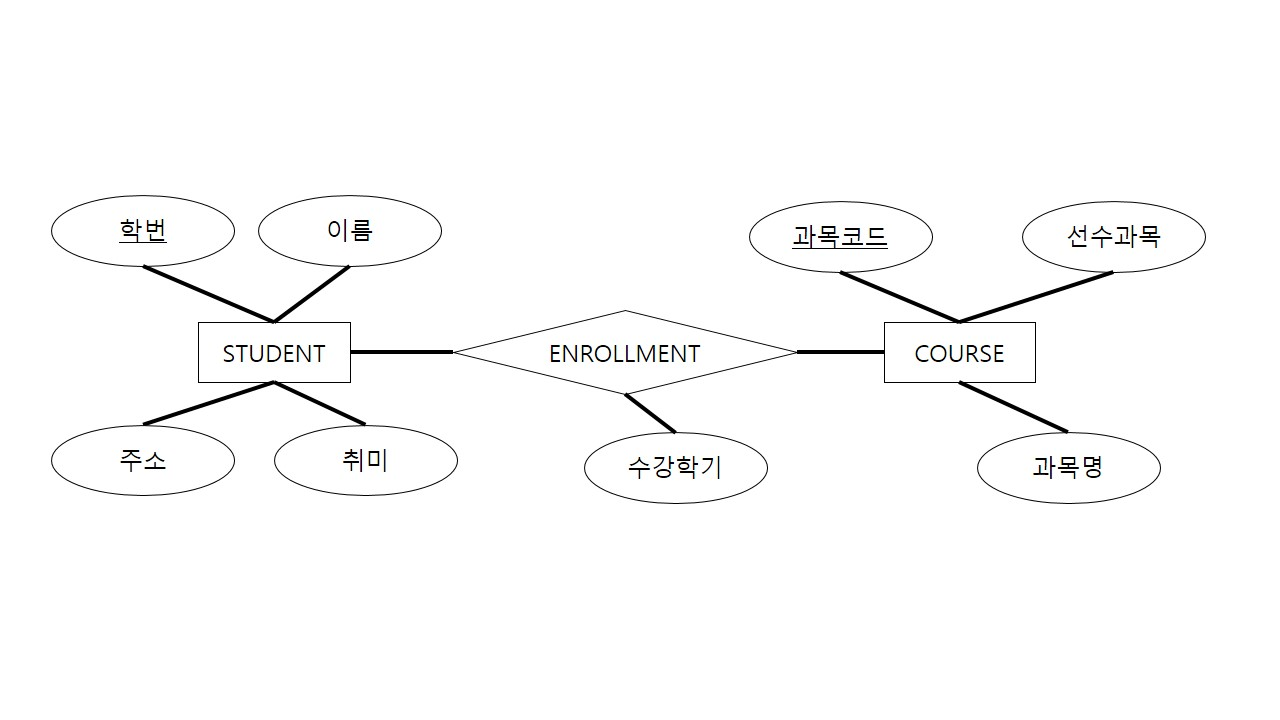 학번
이름
과목코드
선수과목
STUDENT
ENROLLMENT
COURSE
주소
취미
수강학기
과목명